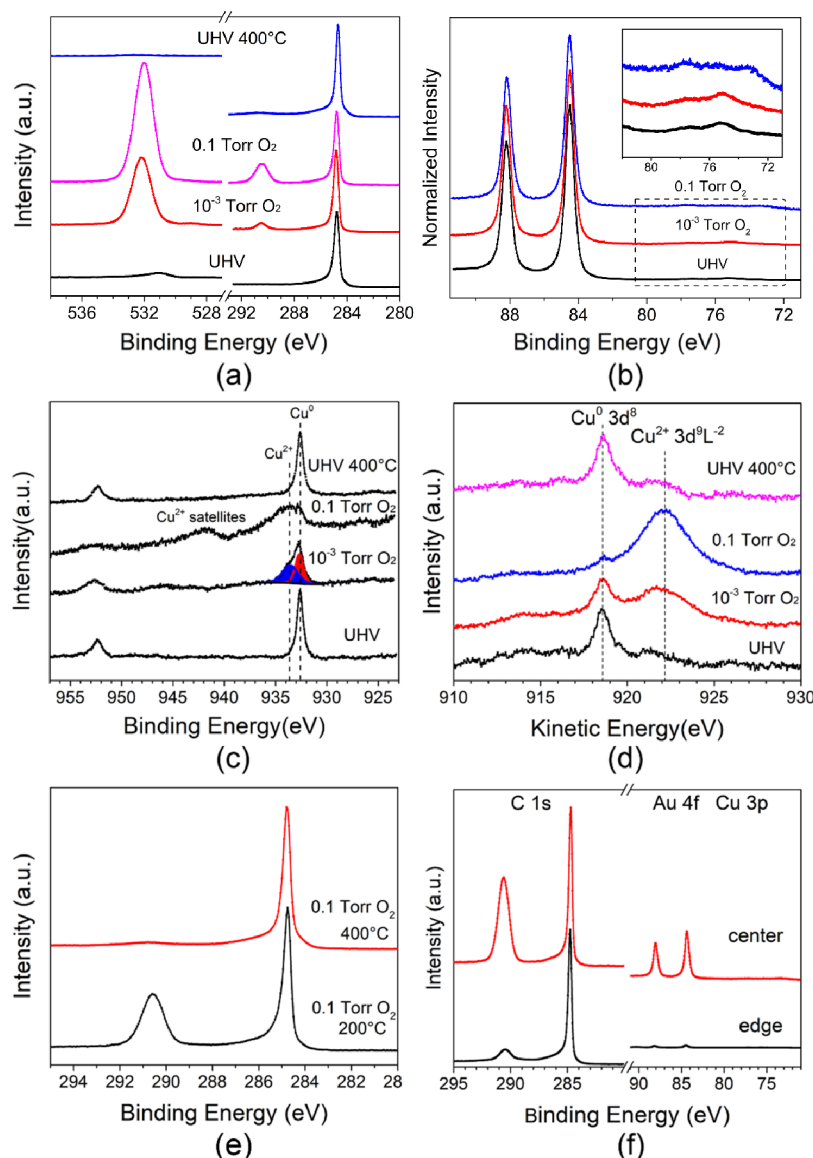 UHV 400°C
0.1 Torr O₂
10⁻³ Torr O₂
UHV
Intensity (a.u.)
536 532 528 292 288 284 280
Binding Energy (eV)
(a)
Normalized Intensity
80 75
0.1 Torr O₂
10⁻³ Torr O₂
UHV
88 84 80 76 72
Binding Energy (eV)
(b)
Cu⁰
Cu²⁺
UHV 400°C
Cu²⁺ satellites
0.1 Torr O₂
10⁻³ Torr O₂
UHV
Intensity(a.u.)
955 950 945 940 935 930 925
Binding Energy(eV)
(c)
Cu⁰ 3d⁸
Cu²⁺ 3d⁹L⁻²
UHV 400°C
0.1 Torr O₂
10⁻³ Torr O₂
UHV
Intensity (a.u.)
910 915 920 925 930
Kinetic Energy(eV)
(d)
0.1 Torr O₂
400°C
0.1 Torr O₂
200°C
Intensity (a.u.)
294 292 290 288 286 284 282 28
Binding Energy (eV)
(e)
C 1s Au 4f Cu 3p
center
edge
Intensity (a.u.)
295 290 285 90 85 80 75
Binding Energy (eV)
(f)